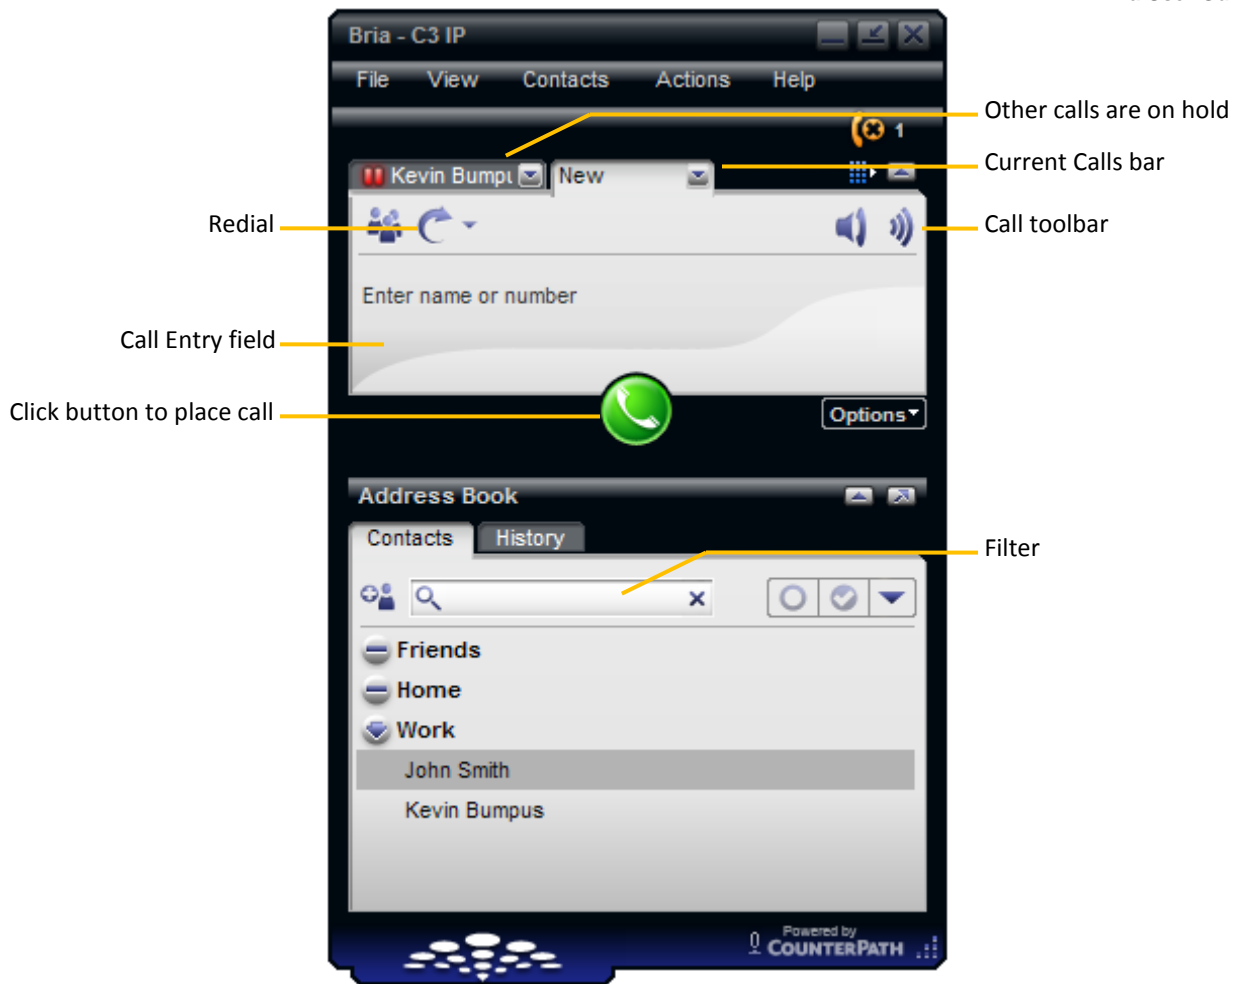 Bria - C3 IP
File View Contacts Actions Help
Other calls are on hold
1
Current Calls bar
Kevin Bumpu New
Redial
Call toolbar
Enter name or number
Call Entry field
Click button to place call
Options
Address Book
Contacts History
Filter
Friends
Home
Work
John Smith
Kevin Bumpus
Powered by
COUNTERPATH